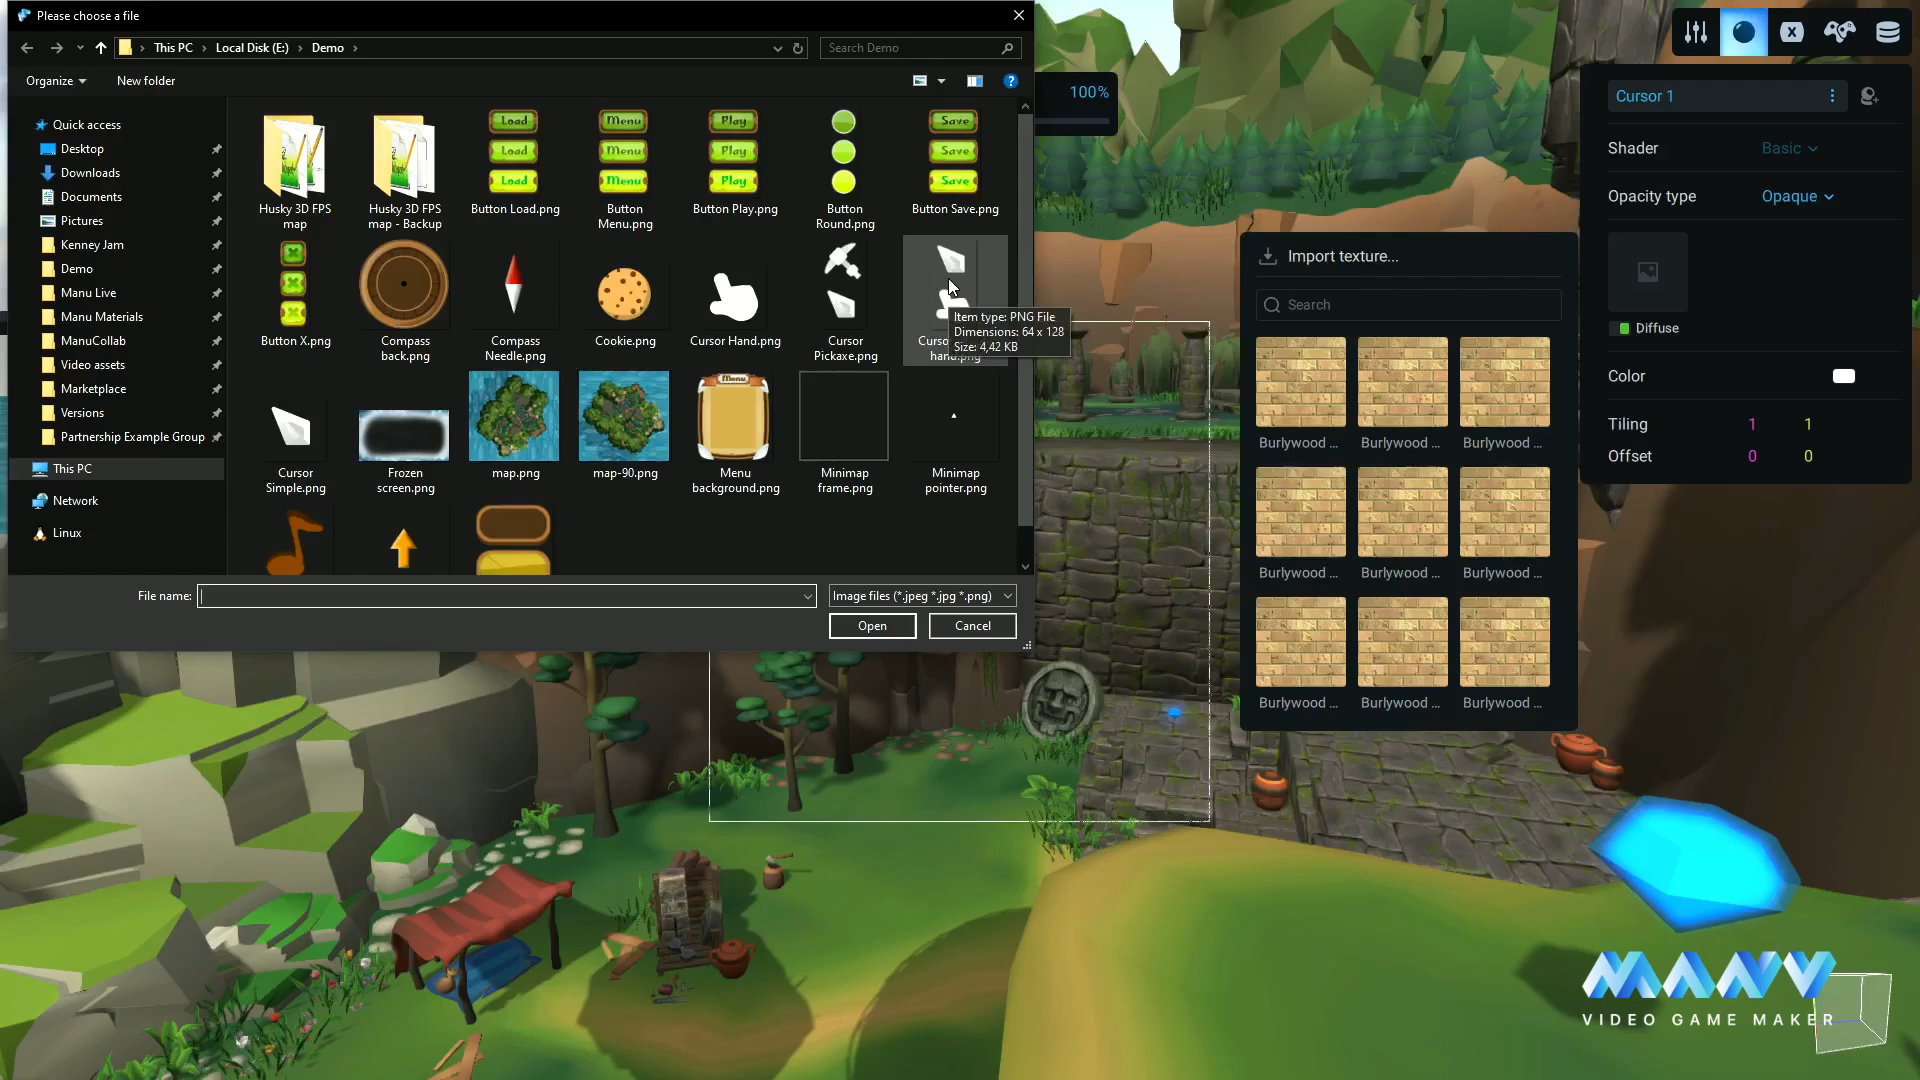 Please choose a file
This PC
Local Disk (E:)
Demo
Search Demo
Organize
New folder
Quick access
Desktop
Downloads
Documents
Pictures
Kenney Jam
Demo
Manu Live
Manu Materials
ManuCollab
Video assets
Marketplace
Versions
Partnership Example Group
This PC
Network
Linux
Load
Load
Load
Menu
Menu
Menu
Play
Play
Play
Save
Save
Save
Husky 3D FPS
map
Husky 3D FPS
map - Backup
Button Load.png
Button
Menu.png
Button Play.png
Button
Round.png
Button Save.png
Button X.png
Compass
back.png
Compass
Needle.png
Cookie.png
Cursor Hand.png
Cursor
Pickaxe.png
Item type: PNG File
Dimensions: 64 x 128
Size: 4,42 KB
Menu
Cursor
Simple.png
Frozen
screen.png
map.png
map-90.png
Menu
background.png
Minimap
frame.png
Minimap
pointer.png
File name:
Image files (*.jpeg *.jpg *.png)
Open
Cancel
100%
Import texture...
Search
Burlywood ...
Burlywood ...
Burlywood ...
Burlywood ...
Burlywood ...
Burlywood ...
Burlywood ...
Burlywood ...
Burlywood ...
Cursor 1
Shader
Basic
Opacity type
Opaque
Diffuse
Color
Tiling
1
1
Offset
0
0
MANU
VIDEO GAME MAKER